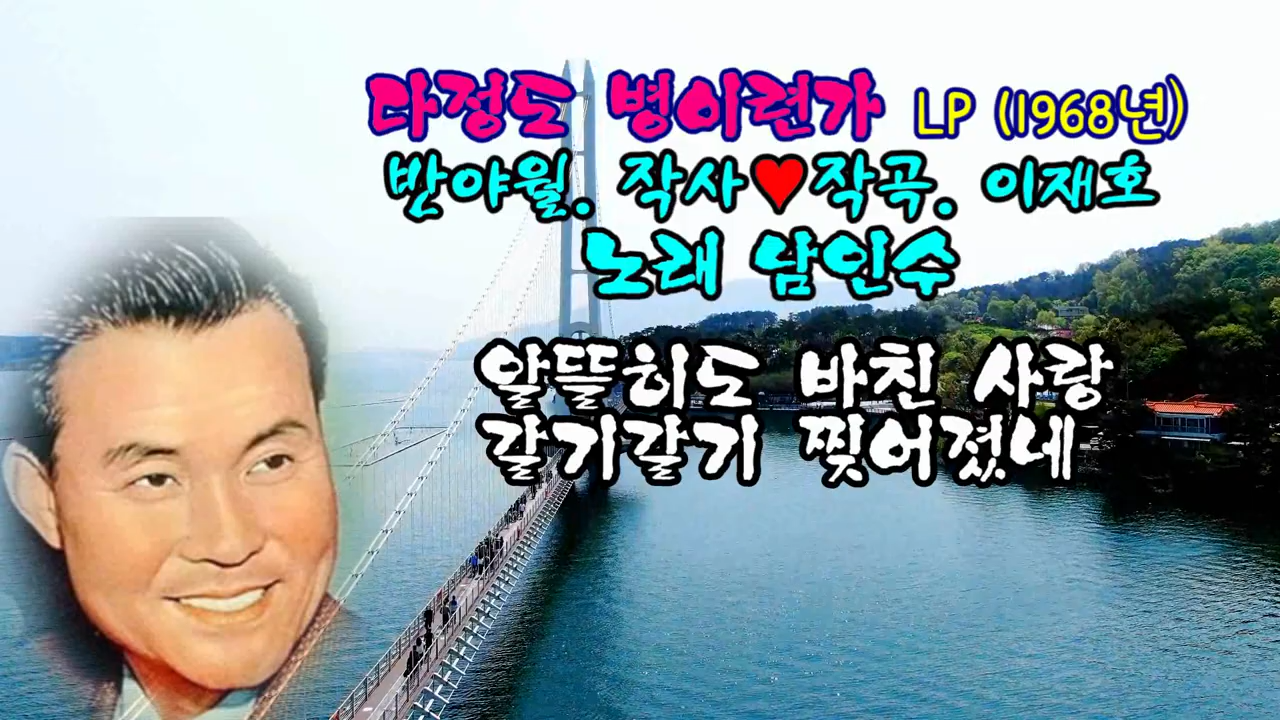 다정도 병이련가 LP (1968년)
반야월. 작사♥작곡. 이재호
노래 남인수
알뜰히도 바친 사랑
갈기갈기 찢어졌네